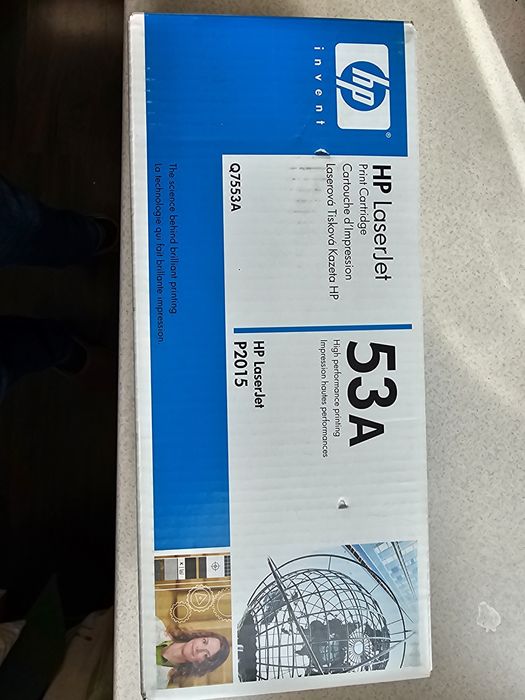 hp
®
invent
HP LaserJet
Print Cartridge
Cartouche d'Impression
Laserová Tisková Kazeta HP
Q7553A
53A
High performance printing
Impression hautes performances
HP LaserJet
P2015
The science behind brilliant printing.
La technologie qui fait brillante impression.